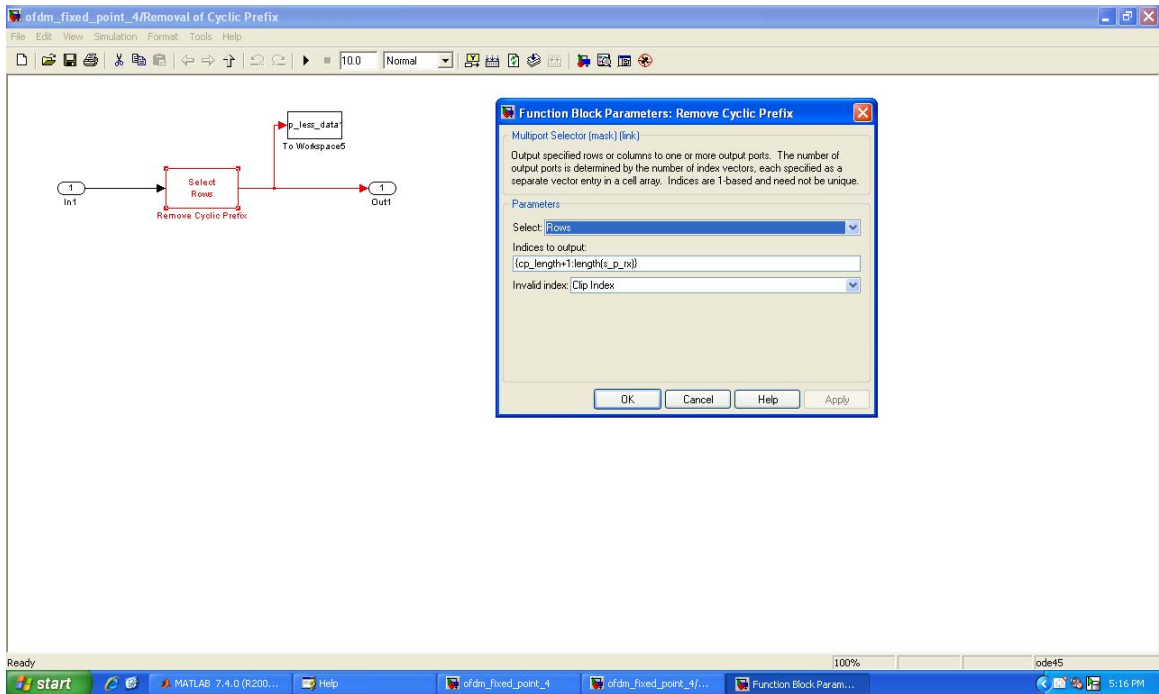 ofdm_fixed_point_4/Removal of Cyclic Prefix
File Edit View Simulation Format Tools Help
10.0 Normal
p_less_data1
To Workspace5
1
In1
Select
Rows
Remove Cyclic Prefix
1
Out1
Function Block Parameters: Remove Cyclic Prefix
Multiport Selector (mask) (link)
Output specified rows or columns to one or more output ports. The number of
output ports is determined by the number of index vectors, each specified as a
separate vector entry in a cell array. Indices are 1-based and need not be unique.
Parameters
Select: Rows
Indices to output:
{cp_length+1:length(s_p_rx)}
Invalid index: Clip Index
OK Cancel Help Apply
Ready 100% ode45
start MATLAB 7.4.0 (R200... Help ofdm_fixed_point_4 ofdm_fixed_point_4/... Function Block Param... 5:16 PM